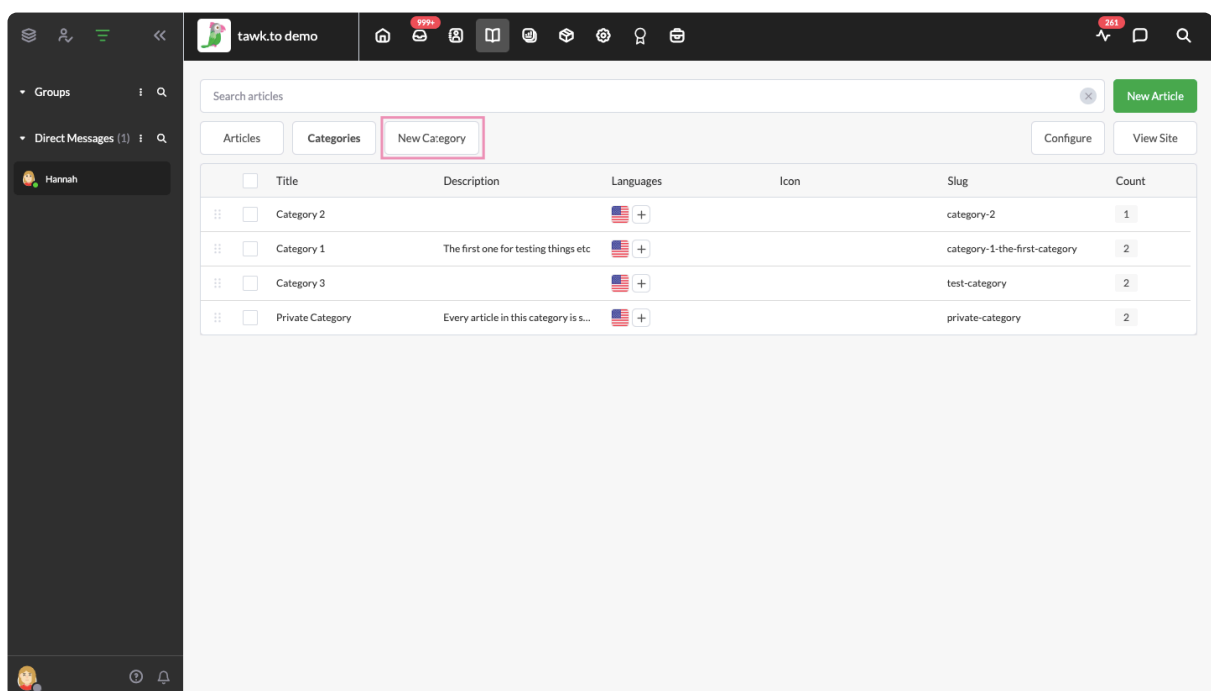 999+
261
tawk.to demo
Groups
Search articles
New Article
Direct Messages (1)
Articles
Categories
New Category
Configure
View Site
Hannah
Title
Description
Languages
Icon
Slug
Count
Category 2
category-2
1
Category 1
The first one for testing things etc
category-1-the-first-category
2
Category 3
test-category
2
Private Category
Every article in this category is s...
private-category
2